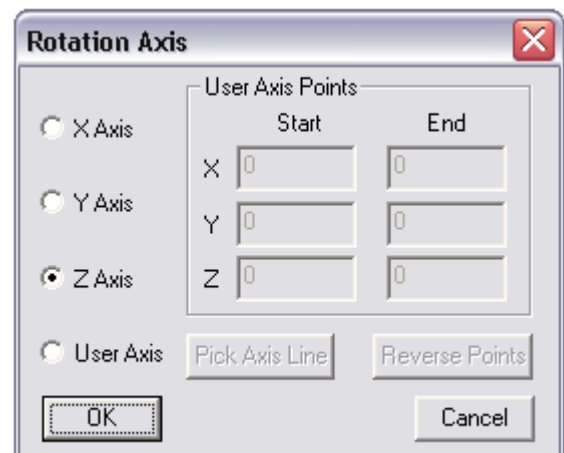 Rotation Axis
User Axis Points
Start End
X Axis
X 0 0
Y Axis
Y 0 0
Z Axis
Z 0 0
User Axis
Pick Axis Line
Reverse Points
OK
Cancel